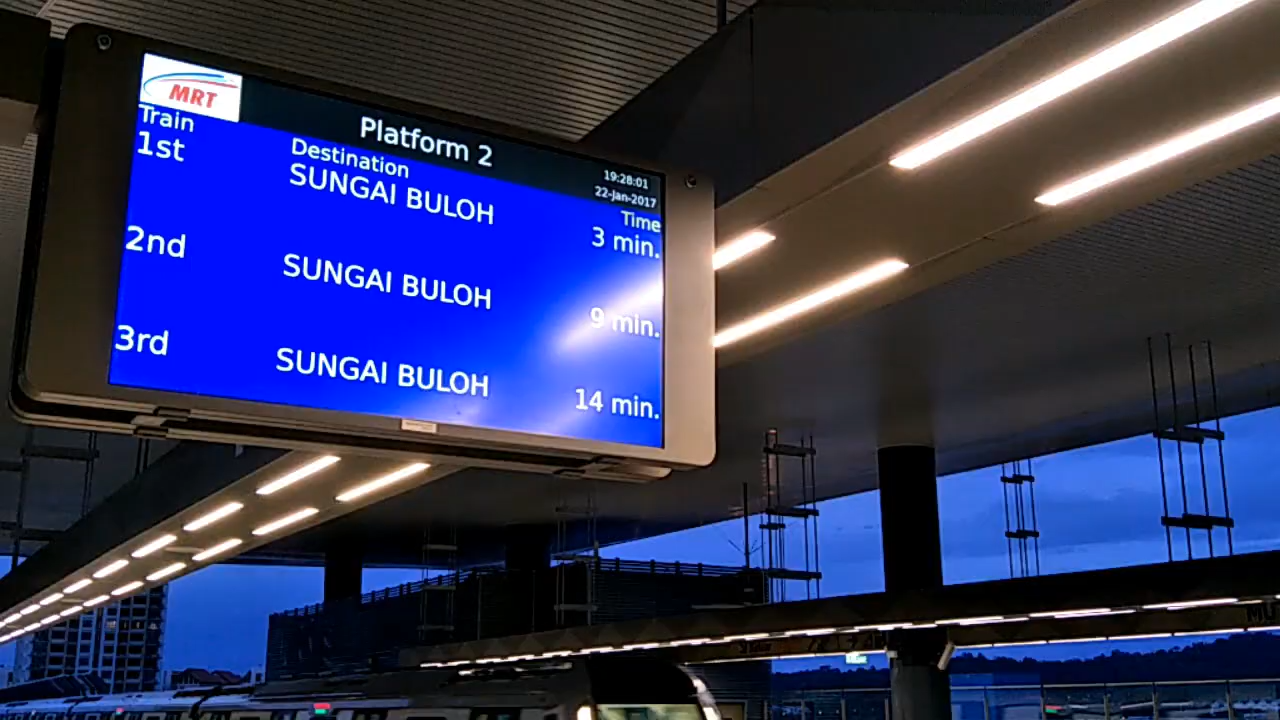 MRT
Platform 2
19:28:01
22-Jan-2017
Train Destination Time
1st SUNGAI BULOH 3 min.
2nd SUNGAI BULOH 9 min.
3rd SUNGAI BULOH 14 min.